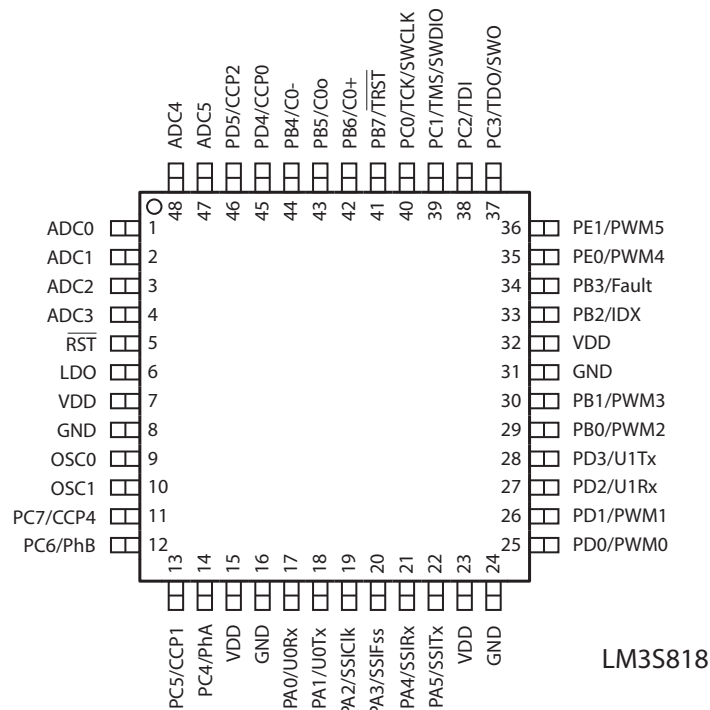 ADC4
ADC5
PD5/CCP2
PD4/CCP0
PB4/C0-
PB5/C0o
PB6/C0+
PB7/TRST
PC0/TCK/SWCLK
PC1/TMS/SWDIO
PC2/TDI
PC3/TDO/SWO
48
47
46
45
44
43
42
41
40
39
38
37
ADC0 1
ADC1 2
ADC2 3
ADC3 4
RST 5
LDO 6
VDD 7
GND 8
OSC0 9
OSC1 10
PC7/CCP4 11
PC6/PhB 12
36 PE1/PWM5
35 PE0/PWM4
34 PB3/Fault
33 PB2/IDX
32 VDD
31 GND
30 PB1/PWM3
29 PB0/PWM2
28 PD3/U1Tx
27 PD2/U1Rx
26 PD1/PWM1
25 PD0/PWM0
13
14
15
16
17
18
19
20
21
22
23
24
PC5/CCP1
PC4/PhA
VDD
GND
PA0/U0Rx
PA1/U0Tx
PA2/SSIClk
PA3/SSIFss
PA4/SSIRx
PA5/SSITx
VDD
GND
LM3S818